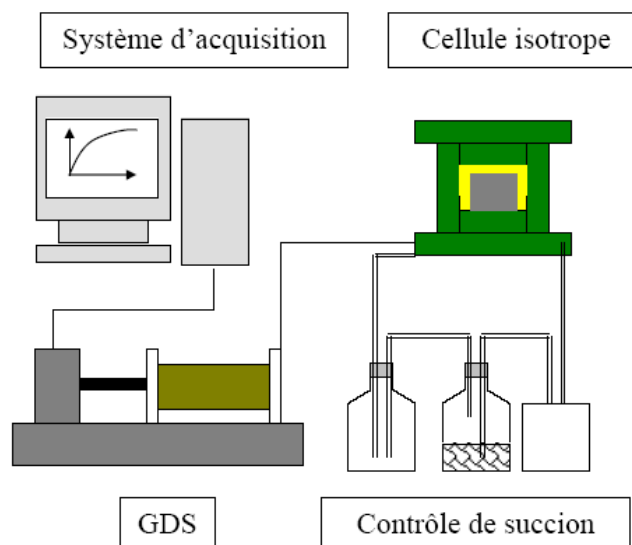 Système d'acquisition
Cellule isotrope
GDS
Contrôle de succion